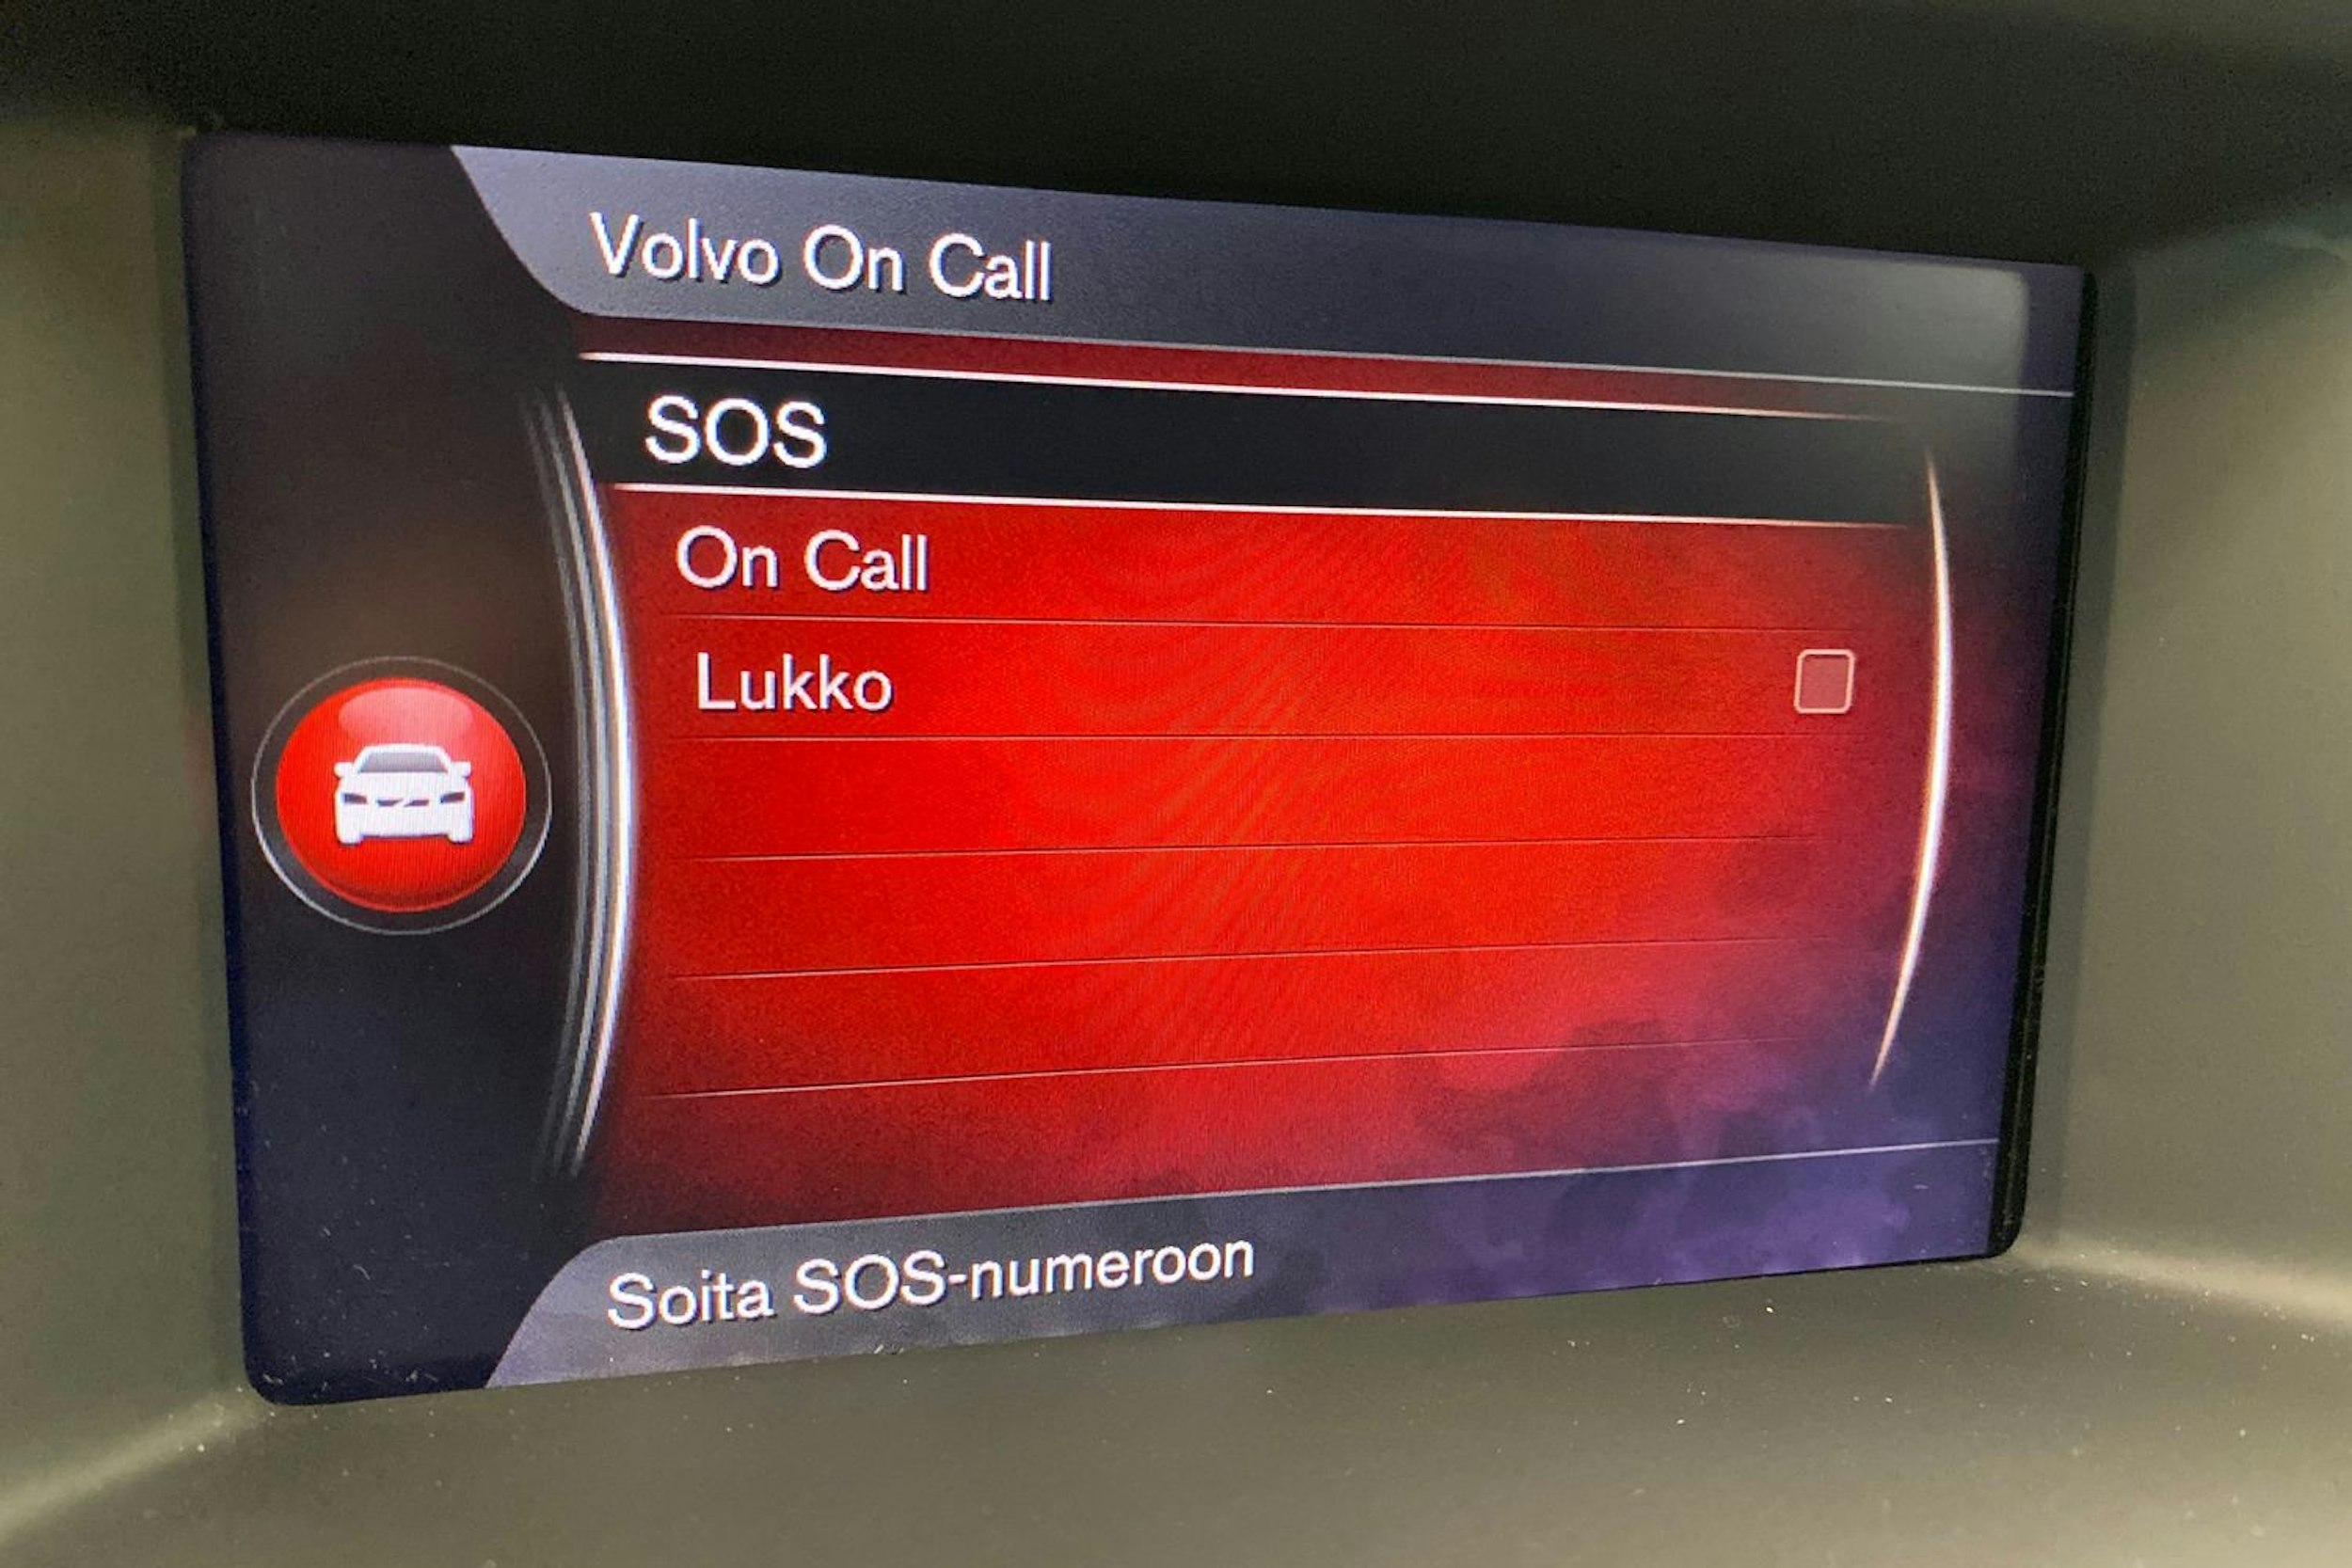 Volvo On Call
SOS
On Call
Lukko
Soita SOS-numeroon